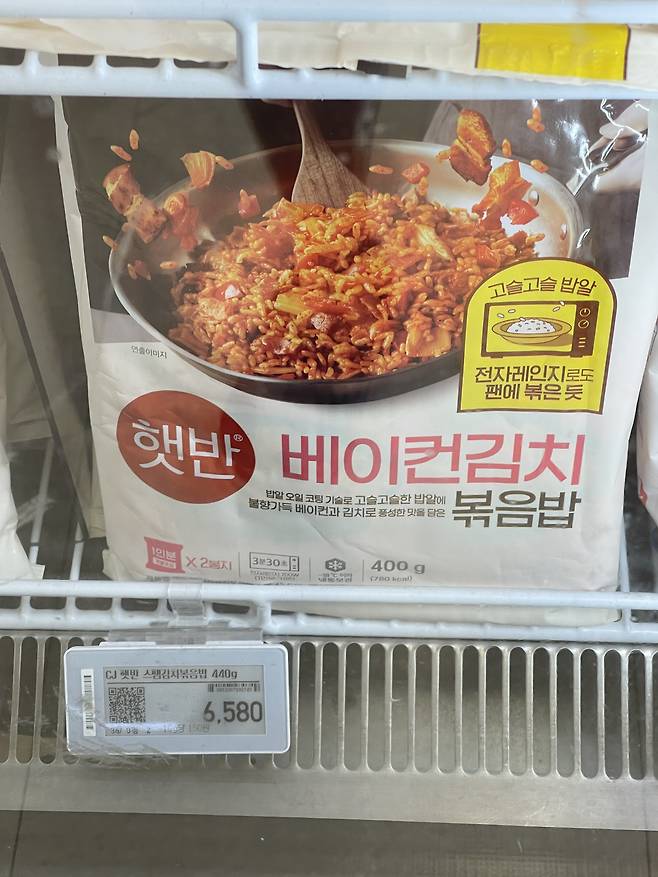 고슬고슬 밥알
전자레인지로도
팬에 볶은 듯
연출이미지
햇반®
베이컨김치
볶음밥
밥알 오일 코팅 기술로 고슬고슬한 밥알에
불향가득 베이컨과 김치로 풍성한 맛을 담은
1인분
X 2봉지
3분30초
400 g
(780 kcal)
CJ 햇반 스팸김치볶음밥 440g
6,580